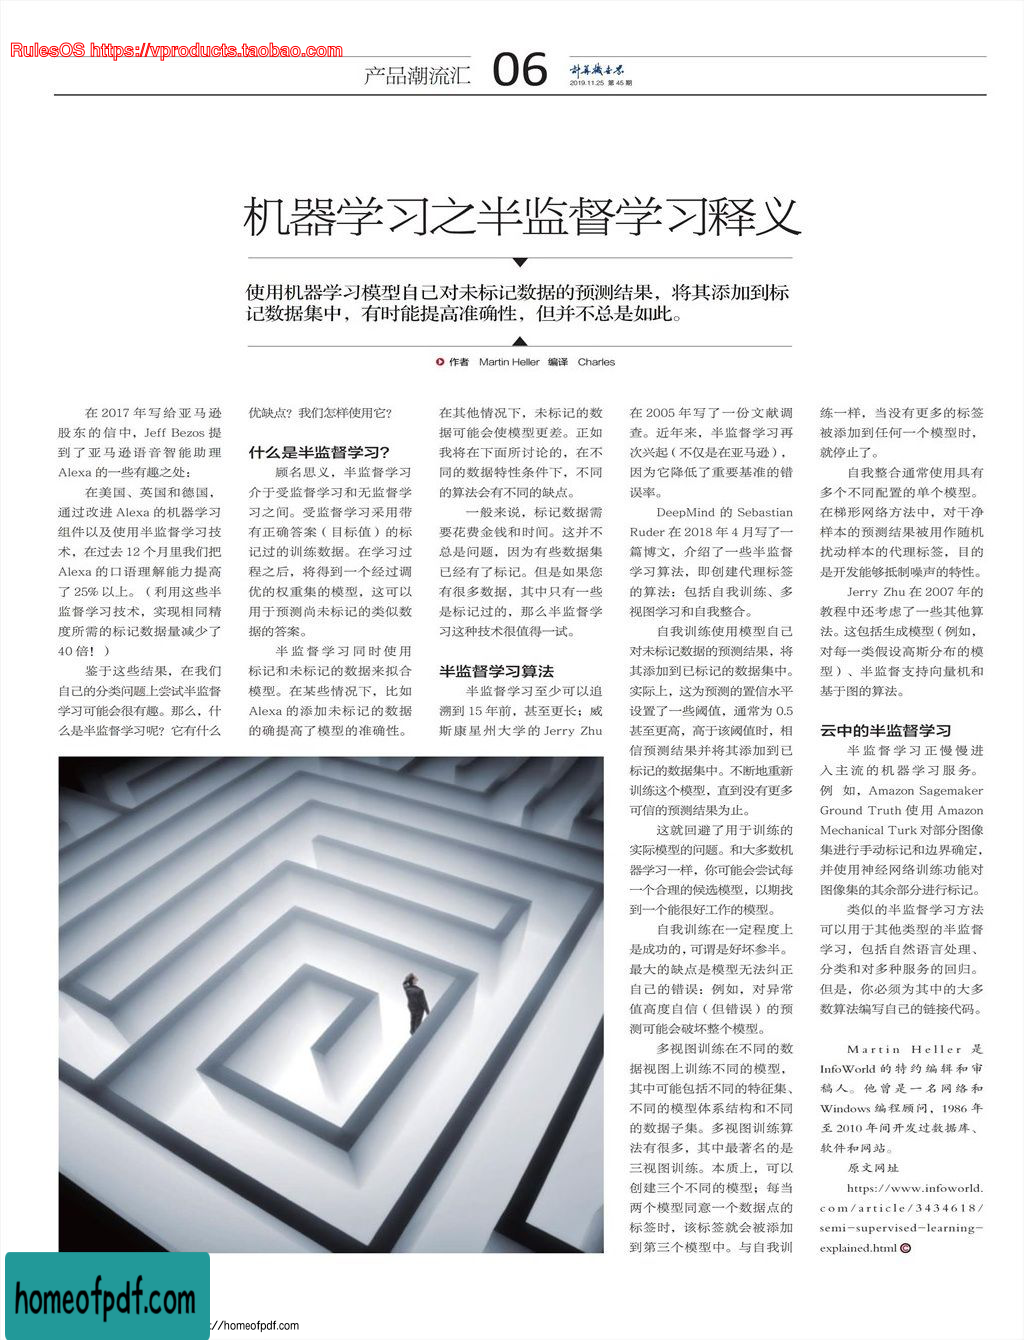 RulesOS https://vproducts.taobao.com
产品潮流汇
06
计算机世界
2019.11.25 第 45 期
机器学习之半监督学习释义
使用机器学习模型自己对未标记数据的预测结果，将其添加到标
记数据集中，有时能提高准确性，但并不总是如此。
作者 Martin Heller 编译 Charles
在 2017 年写给亚马逊
股东的信中，Jeff Bezos 提
到了亚马逊语音智能助理
Alexa 的一些有趣之处：
在美国、英国和德国，
通过改进 Alexa 的机器学习
组件以及使用半监督学习技
术，在过去 12 个月里我们把
Alexa 的口语理解能力提高
了 25% 以上。（利用这些半
监督学习技术，实现相同精
度所需的标记数据量减少了
40 倍！）
鉴于这些结果，在我们
自己的分类问题上尝试半监督
学习可能会很有趣。那么，什
么是半监督学习呢？它有什么
优缺点？我们怎样使用它？
什么是半监督学习？
顾名思义，半监督学习
介于受监督学习和无监督学
习之间。受监督学习采用带
有正确答案（目标值）的标
记过的训练数据。在学习过
程之后，将得到一个经过调
优的权重集的模型，这可以
用于预测尚未标记的类似数
据的答案。
半监督学习同时使用
标记和未标记的数据来拟合
模型。在某些情况下，比如
Alexa 的添加未标记的数据
的确提高了模型的准确性。
在其他情况下，未标记的数
据可能会使模型更差。正如
我将在下面所讨论的，在不
同的数据特性条件下，不同
的算法会有不同的缺点。
一般来说，标记数据需
要花费金钱和时间。这并不
总是问题，因为有些数据集
已经有了标记。但是如果您
有很多数据，其中只有一些
是标记过的，那么半监督学
习这种技术很值得一试。
半监督学习算法
半监督学习至少可以追
溯到 15 年前，甚至更长；威
斯康星州大学的 Jerry Zhu
在 2005 年写了一份文献调
查。近年来，半监督学习再
次兴起（不仅是在亚马逊），
因为它降低了重要基准的错
误率。
DeepMind 的 Sebastian
Ruder 在 2018 年 4 月写了一
篇博文，介绍了一些半监督
学习算法，即创建代理标签
的算法：包括自我训练、多
视图学习和自我整合。
自我训练使用模型自己
对未标记数据的预测结果，将
其添加到已标记的数据集中。
实际上，这为预测的置信水平
设置了一些阈值，通常为 0.5
甚至更高，高于该阈值时，相
信预测结果并将其添加到已
标记的数据集中。不断地重新
训练这个模型，直到没有更多
可信的预测结果为止。
这就回避了用于训练的
实际模型的问题。和大多数机
器学习一样，你可能会尝试每
一个合理的候选模型，以期找
到一个能很好工作的模型。
自我训练在一定程度上
是成功的，可谓是好坏参半。
最大的缺点是模型无法纠正
自己的错误：例如，对异常
值高度自信（但错误）的预
测可能会破坏整个模型。
多视图训练在不同的数
据视图上训练不同的模型，
其中可能包括不同的特征集、
不同的模型体系结构和不同
的数据子集。多视图训练算
法有很多，其中最著名的是
三视图训练。本质上，可以
创建三个不同的模型；每当
两个模型同意一个数据点的
标签时，该标签就会被添加
到第三个模型中。与自我训
练一样，当没有更多的标签
被添加到任何一个模型时，
就停止了。
自我整合通常使用具有
多个不同配置的单个模型。
在梯形网络方法中，对干净
样本的预测结果被用作随机
扰动样本的代理标签，目的
是开发能够抵制噪声的特性。
Jerry Zhu 在 2007 年的
教程中还考虑了一些其他算
法。这包括生成模型（例如，
对每一类假设高斯分布的模
型）、半监督支持向量机和
基于图的算法。
云中的半监督学习
半监督学习正慢慢进
入主流的机器学习服务。
例 如，Amazon Sagemaker
Ground Truth 使用 Amazon
Mechanical Turk 对部分图像
集进行手动标记和边界确定，
并使用神经网络训练功能对
图像集的其余部分进行标记。
类似的半监督学习方法
可以用于其他类型的半监督
学习，包括自然语言处理、
分类和对多种服务的回归。
但是，你必须为其中的大多
数算法编写自己的链接代码。
Martin Heller 是
InfoWorld 的特约编辑和审
稿人。他曾是一名网络和
Windows 编程顾问，1986 年
至 2010 年间开发过数据库、
软件和网站。
原文网址
https://www.infoworld.
com/article/3434618/
semi-supervised-learning-
explained.html
homeofpdf.com
://homeofpdf.com